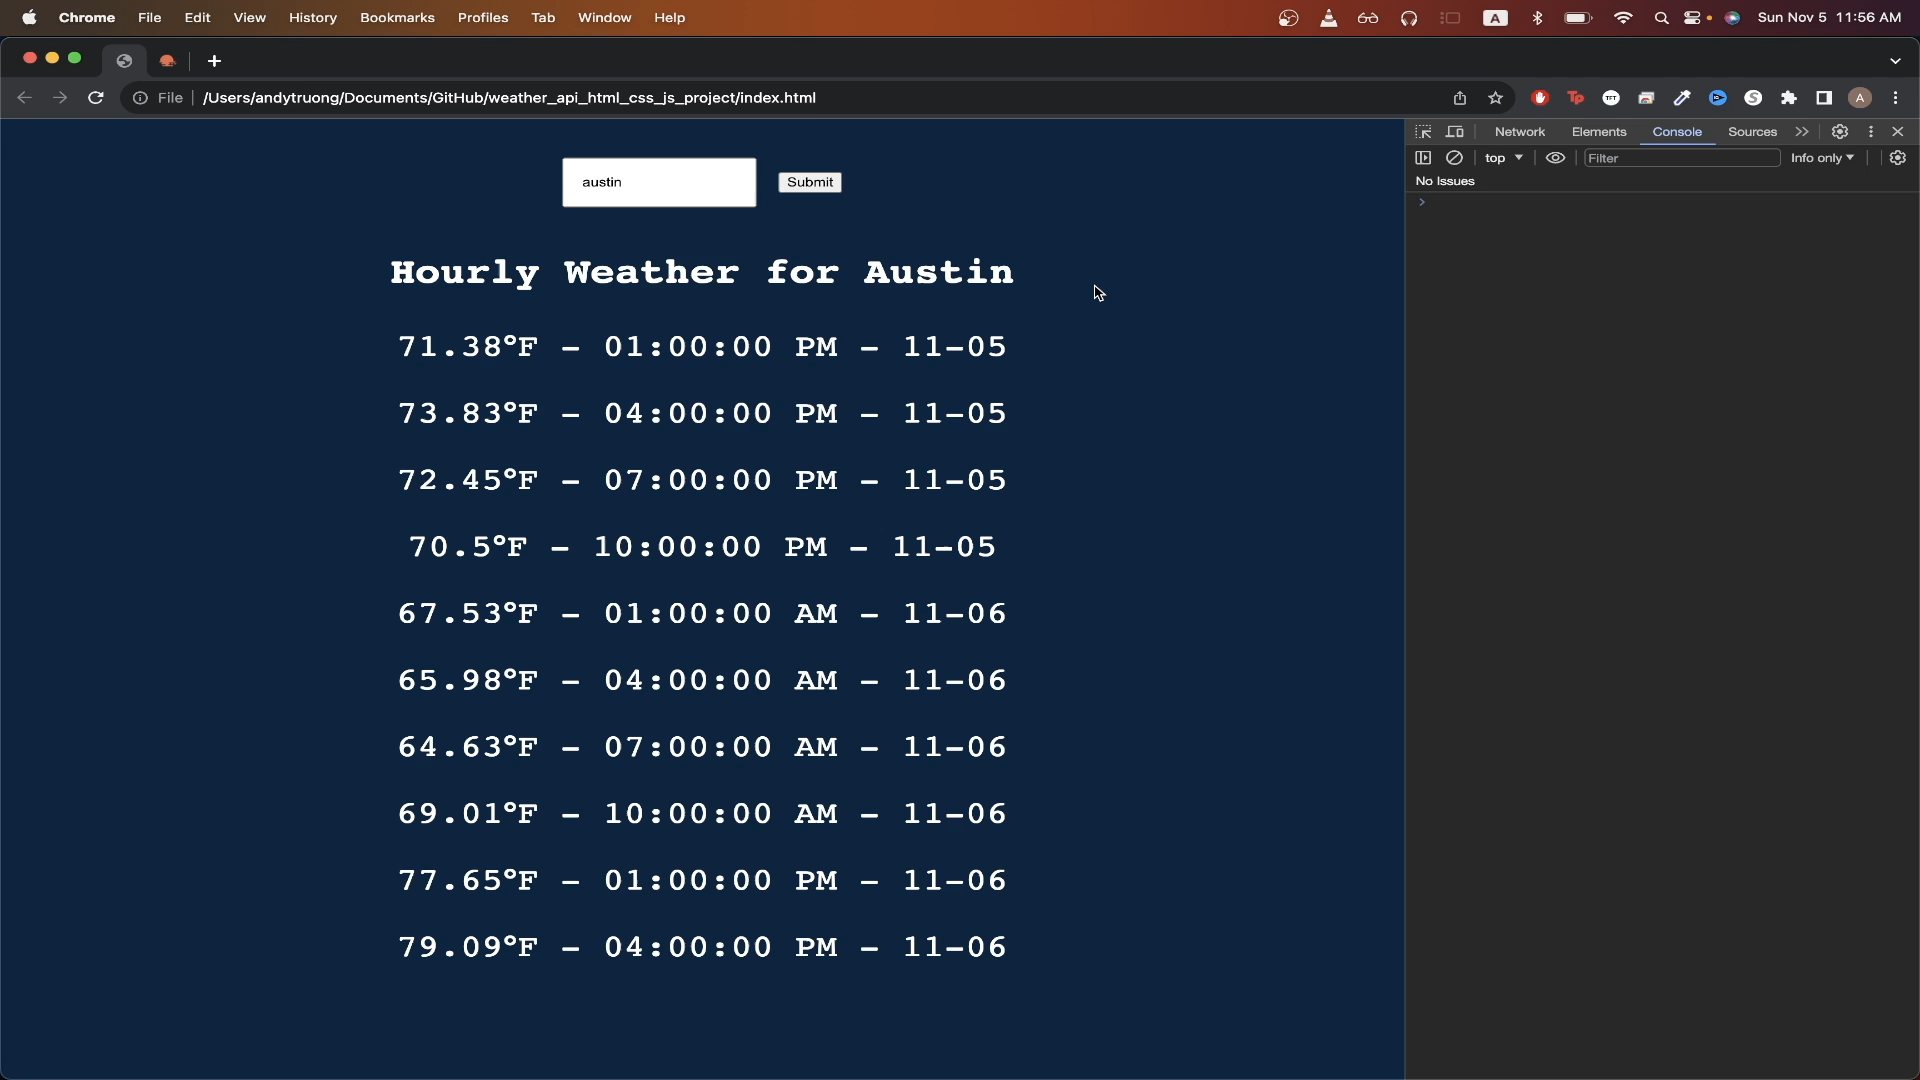 Chrome File Edit View History Bookmarks Profiles Tab Window Help A Sun Nov 5 11:56 AM
File /Users/andytruong/Documents/GitHub/weather_api_html_css_js_project/index.html Tp TFT S A
Network Elements Console Sources
top Filter Info only
No Issues
austin Submit
Hourly Weather for Austin
71.38°F - 01:00:00 PM - 11-05
73.83°F - 04:00:00 PM - 11-05
72.45°F - 07:00:00 PM - 11-05
70.5°F - 10:00:00 PM - 11-05
67.53°F - 01:00:00 AM - 11-06
65.98°F - 04:00:00 AM - 11-06
64.63°F - 07:00:00 AM - 11-06
69.01°F - 10:00:00 AM - 11-06
77.65°F - 01:00:00 PM - 11-06
79.09°F - 04:00:00 PM - 11-06